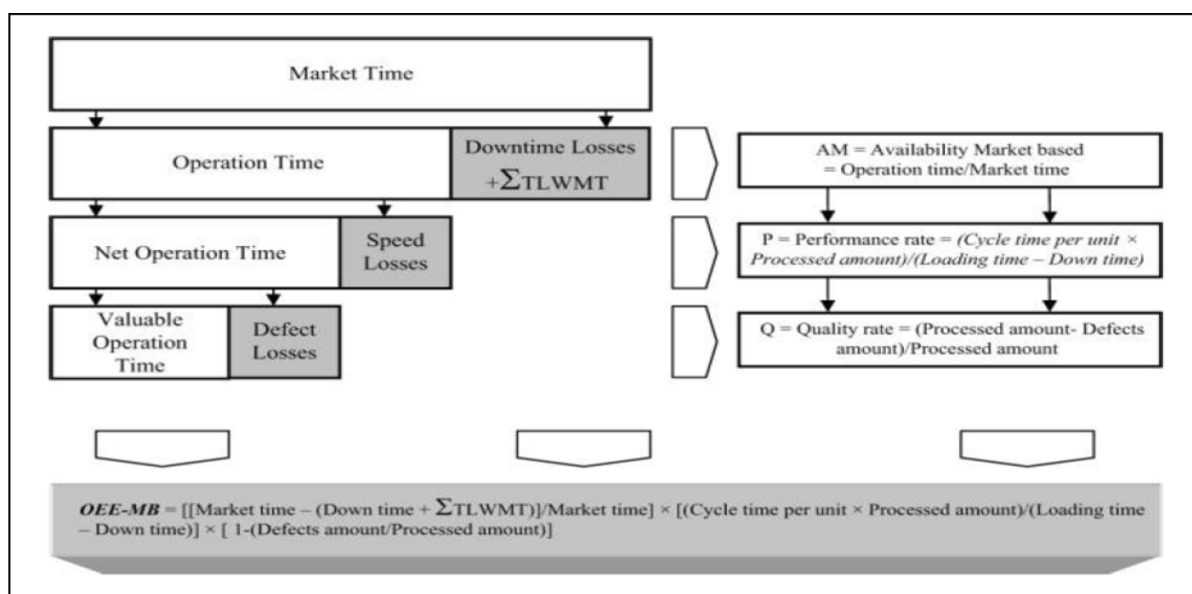 Market Time
Operation Time
Downtime Losses
+∑TLWMT
AM = Availability Market based
= Operation time/Market time
Net Operation Time
Speed
Losses
P = Performance rate = (Cycle time per unit ×
Processed amount)/(Loading time – Down time)
Valuable
Operation
Time
Defect
Losses
Q = Quality rate = (Processed amount- Defects
amount)/Processed amount
OEE-MB = [[Market time – (Down time + ∑TLWMT)]/Market time] × [(Cycle time per unit × Processed amount)/(Loading time
– Down time)] × [ 1-(Defects amount/Processed amount)]